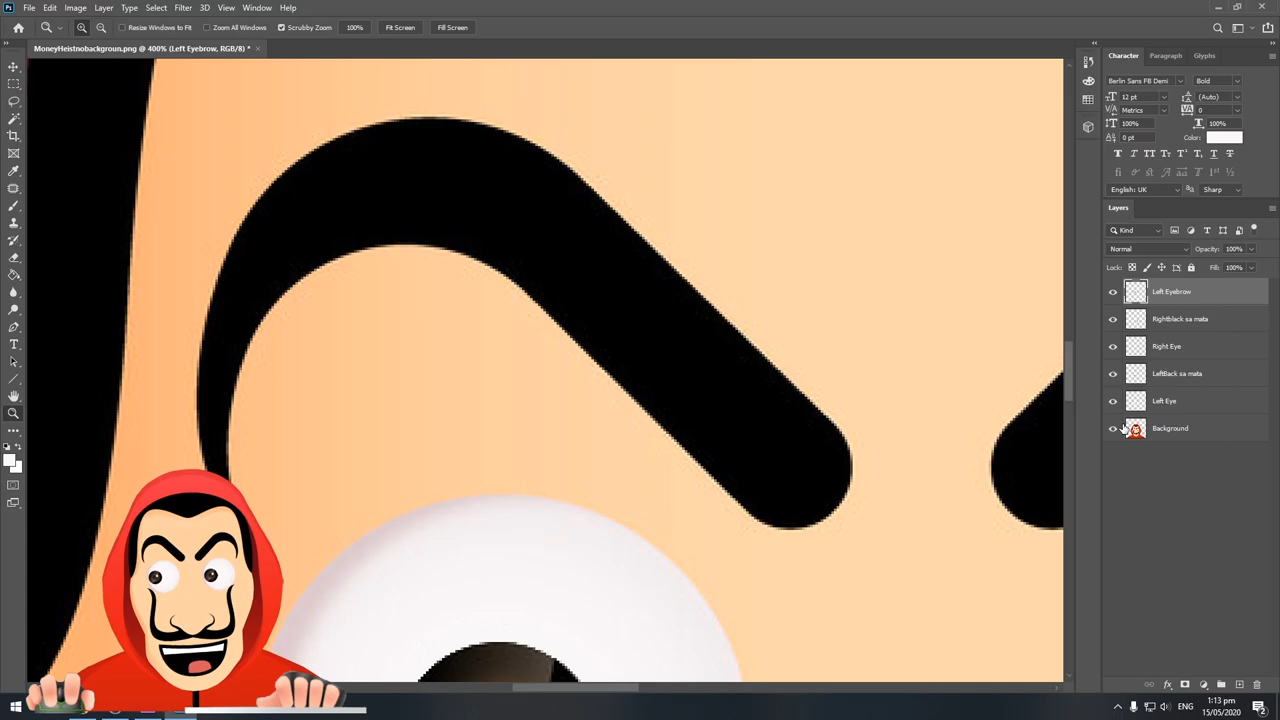 Ps File Edit Image Layer Type Select Filter 3D View Window Help
Resize Windows to Fit Zoom All Windows Scrubby Zoom 100% Fit Screen Fill Screen
MoneyHeistnobackgroun.png @ 400% (Left Eyebrow, RGB/8) * ×
Character Paragraph Glyphs
Berlin Sans FB Demi Bold
12 pt (Auto)
Metrics 0
100% 100%
0 pt Color:
English: UK Sharp
Layers
Kind
Normal Opacity: 100%
Lock: Fill: 100%
Left Eyebrow
Rightblack sa mata
Right Eye
LeftBack sa mata
Left Eye
Background
ENG 1:13 pm
15/05/2020